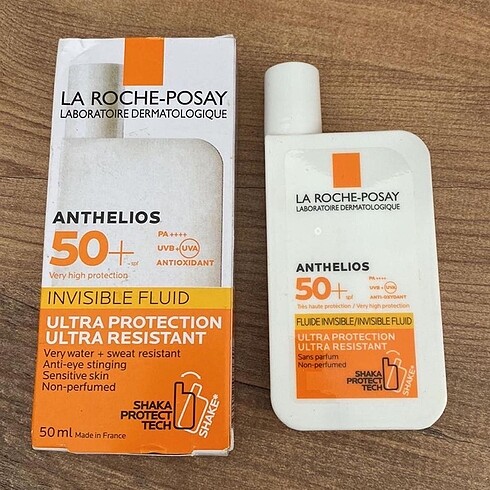 LA ROCHE-POSAY
LABORATOIRE DERMATOLOGIQUE
ANTHELIOS
50+
spf
PA ++++
UVB + UVA
ANTIOXIDANT
Very high protection
INVISIBLE FLUID
ULTRA PROTECTION
ULTRA RESISTANT
Very water + sweat resistant
Anti-eye stinging
Sensitive skin
Non-perfumed
SHAKA
PROTECT
TECH
SHAKE®
50 ml Made in France
LA ROCHE-POSAY
LABORATOIRE DERMATOLOGIQUE
ANTHELIOS
50+
spf
PA ++++
UVB + UVA
ANTI-OXYDANT
Très haute protection / Very high protection
FLUIDE INVISIBLE/INVISIBLE FLUID
ULTRA PROTECTION
ULTRA RESISTANT
Sans parfum
Non-perfumed
SHAKA
PROTECT
TECH
SHAKE®